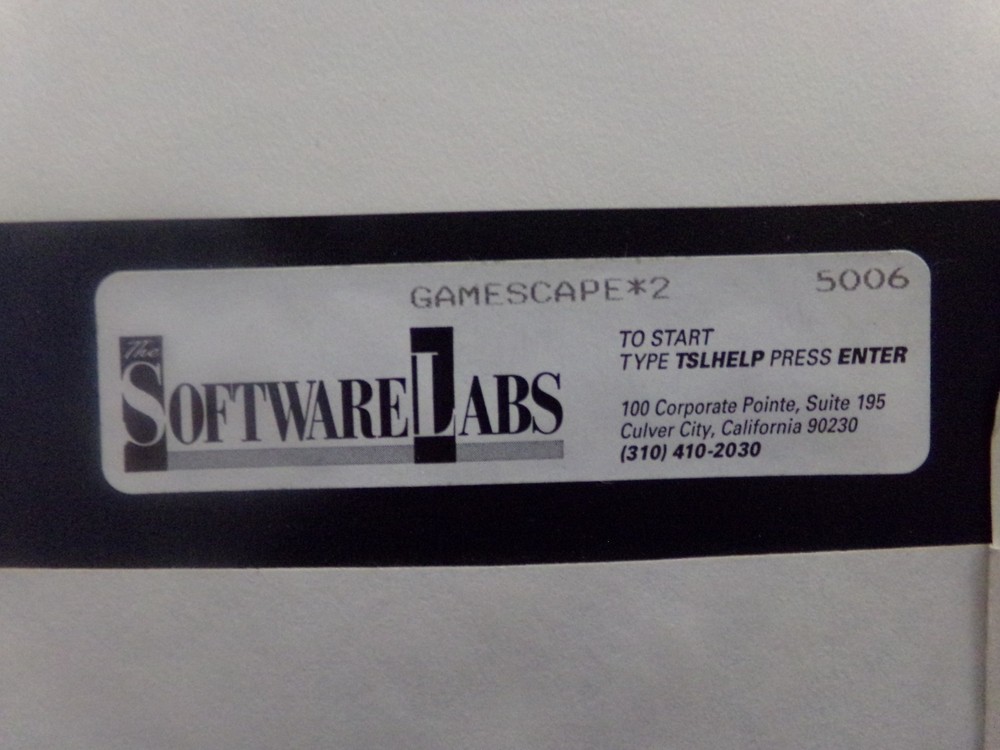 GAMESCAPE*2 5006
The SOFTWARE LABS
TO START
TYPE TSLHELP PRESS ENTER
100 Corporate Pointe, Suite 195
Culver City, California 90230
(310) 410-2030